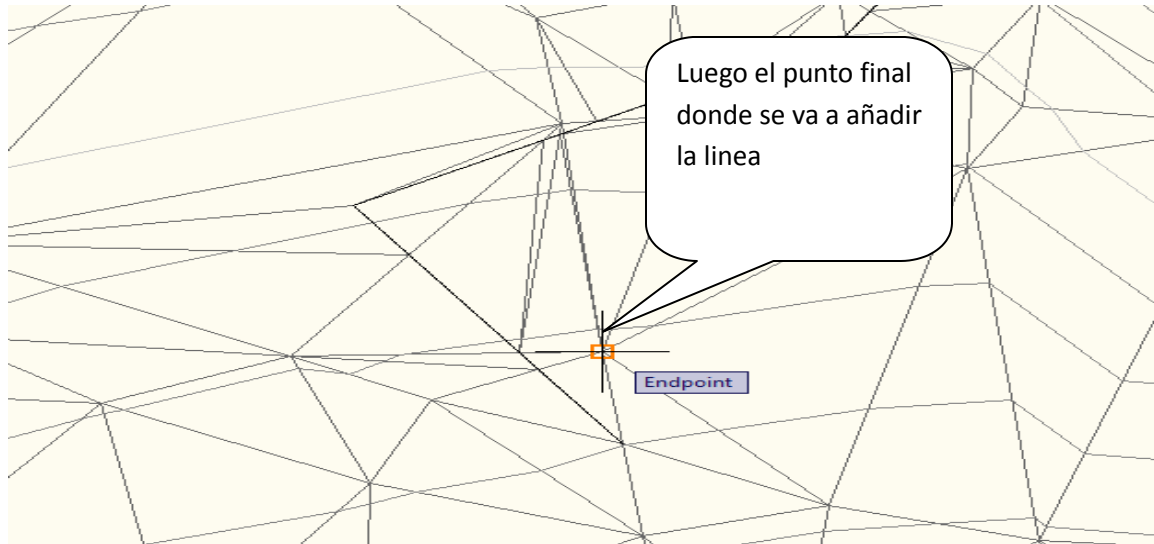 Luego el punto final
donde se va a añadir
la linea
Endpoint